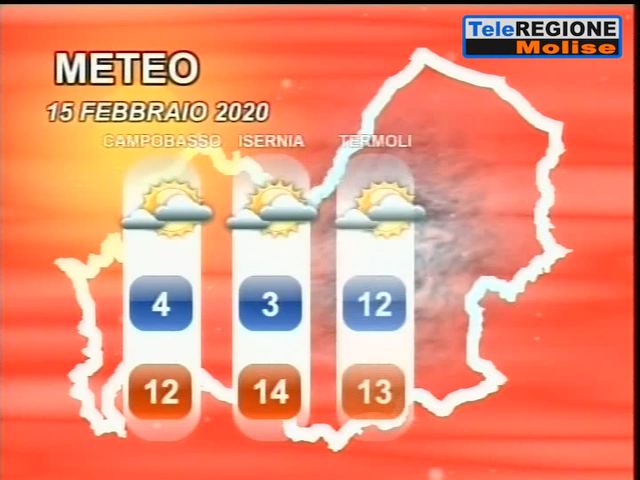 TeleREGIONE
Molise
METEO
15 FEBBRAIO 2020
CAMPOBASSO ISERNIA TERMOLI
4 3 12
12 14 13